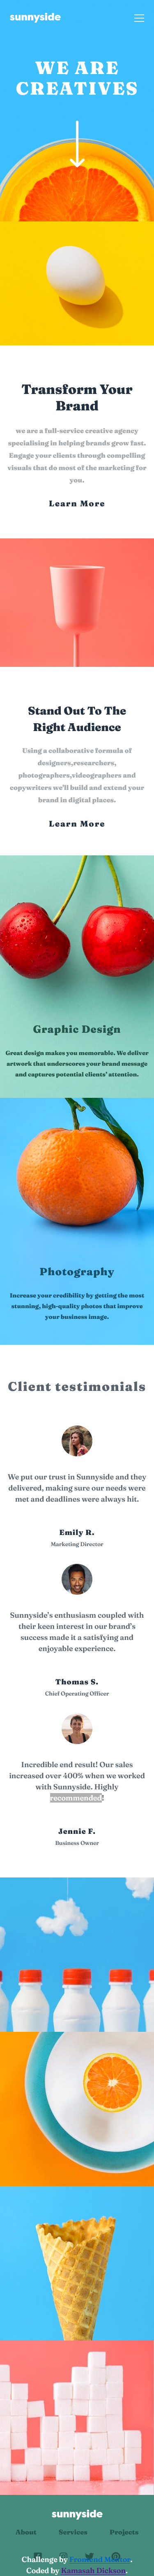 sunnyside
WE ARE
CREATIVES
Transform Your
Brand
we are a full-service creative agency
specialising in helping brands grow fast.
Engage your clients through compelling
visuals that do most of the marketing for
you.
Learn More
Stand Out To The
Right Audience
Using a collaborative formula of
designers,researchers,
photographers,videographers and
copywriters we'll build and extend your
brand in digital places.
Learn More
Graphic Design
Great design makes you memorable. We deliver
artwork that underscores your brand message
and captures potential clients' attention.
Photography
Increase your credibility by getting the most
stunning, high-quality photos that improve
your business image.
Client testimonials
We put our trust in Sunnyside and they
delivered, making sure our needs were
met and deadlines were always hit.
Emily R.
Marketing Director
Sunnyside's enthusiasm coupled with
their keen interest in our brand's
success made it a satisfying and
enjoyable experience.
Thomas S.
Chief Operating Officer
Incredible end result! Our sales
increased over 400% when we worked
with Sunnyside. Highly
recommended!
Jennie F.
Business Owner
sunnyside
About Services Projects
Challenge by Frontend Mentor.
Coded by Kamasah Dickson.